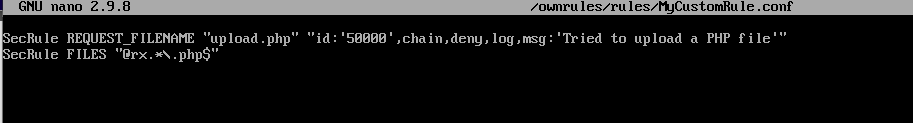 GNU nano 2.9.8 /ownrules/rules/MyCustomRule.conf
SecRule REQUEST_FILENAME "upload.php" "id:'50000',chain,deny,log,msg:'Tried to upload a PHP file'"
SecRule FILES "@rx.*\.php$"